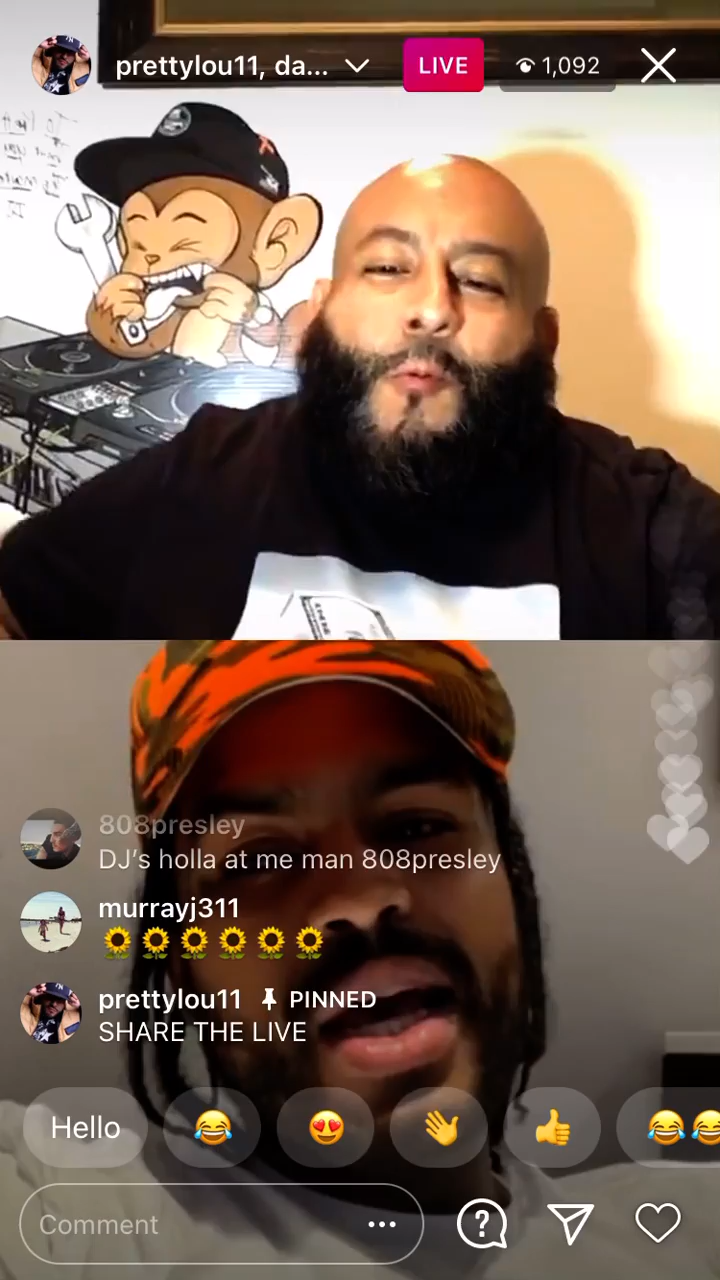 prettylou11, da...
LIVE
1,092
808presley
DJ's holla at me man 808presley
murrayj311
🌻🌻🌻🌻🌻🌻
prettylou11 PINNED
SHARE THE LIVE
Hello 😂 😍 👋 👍 😂😂
Comment